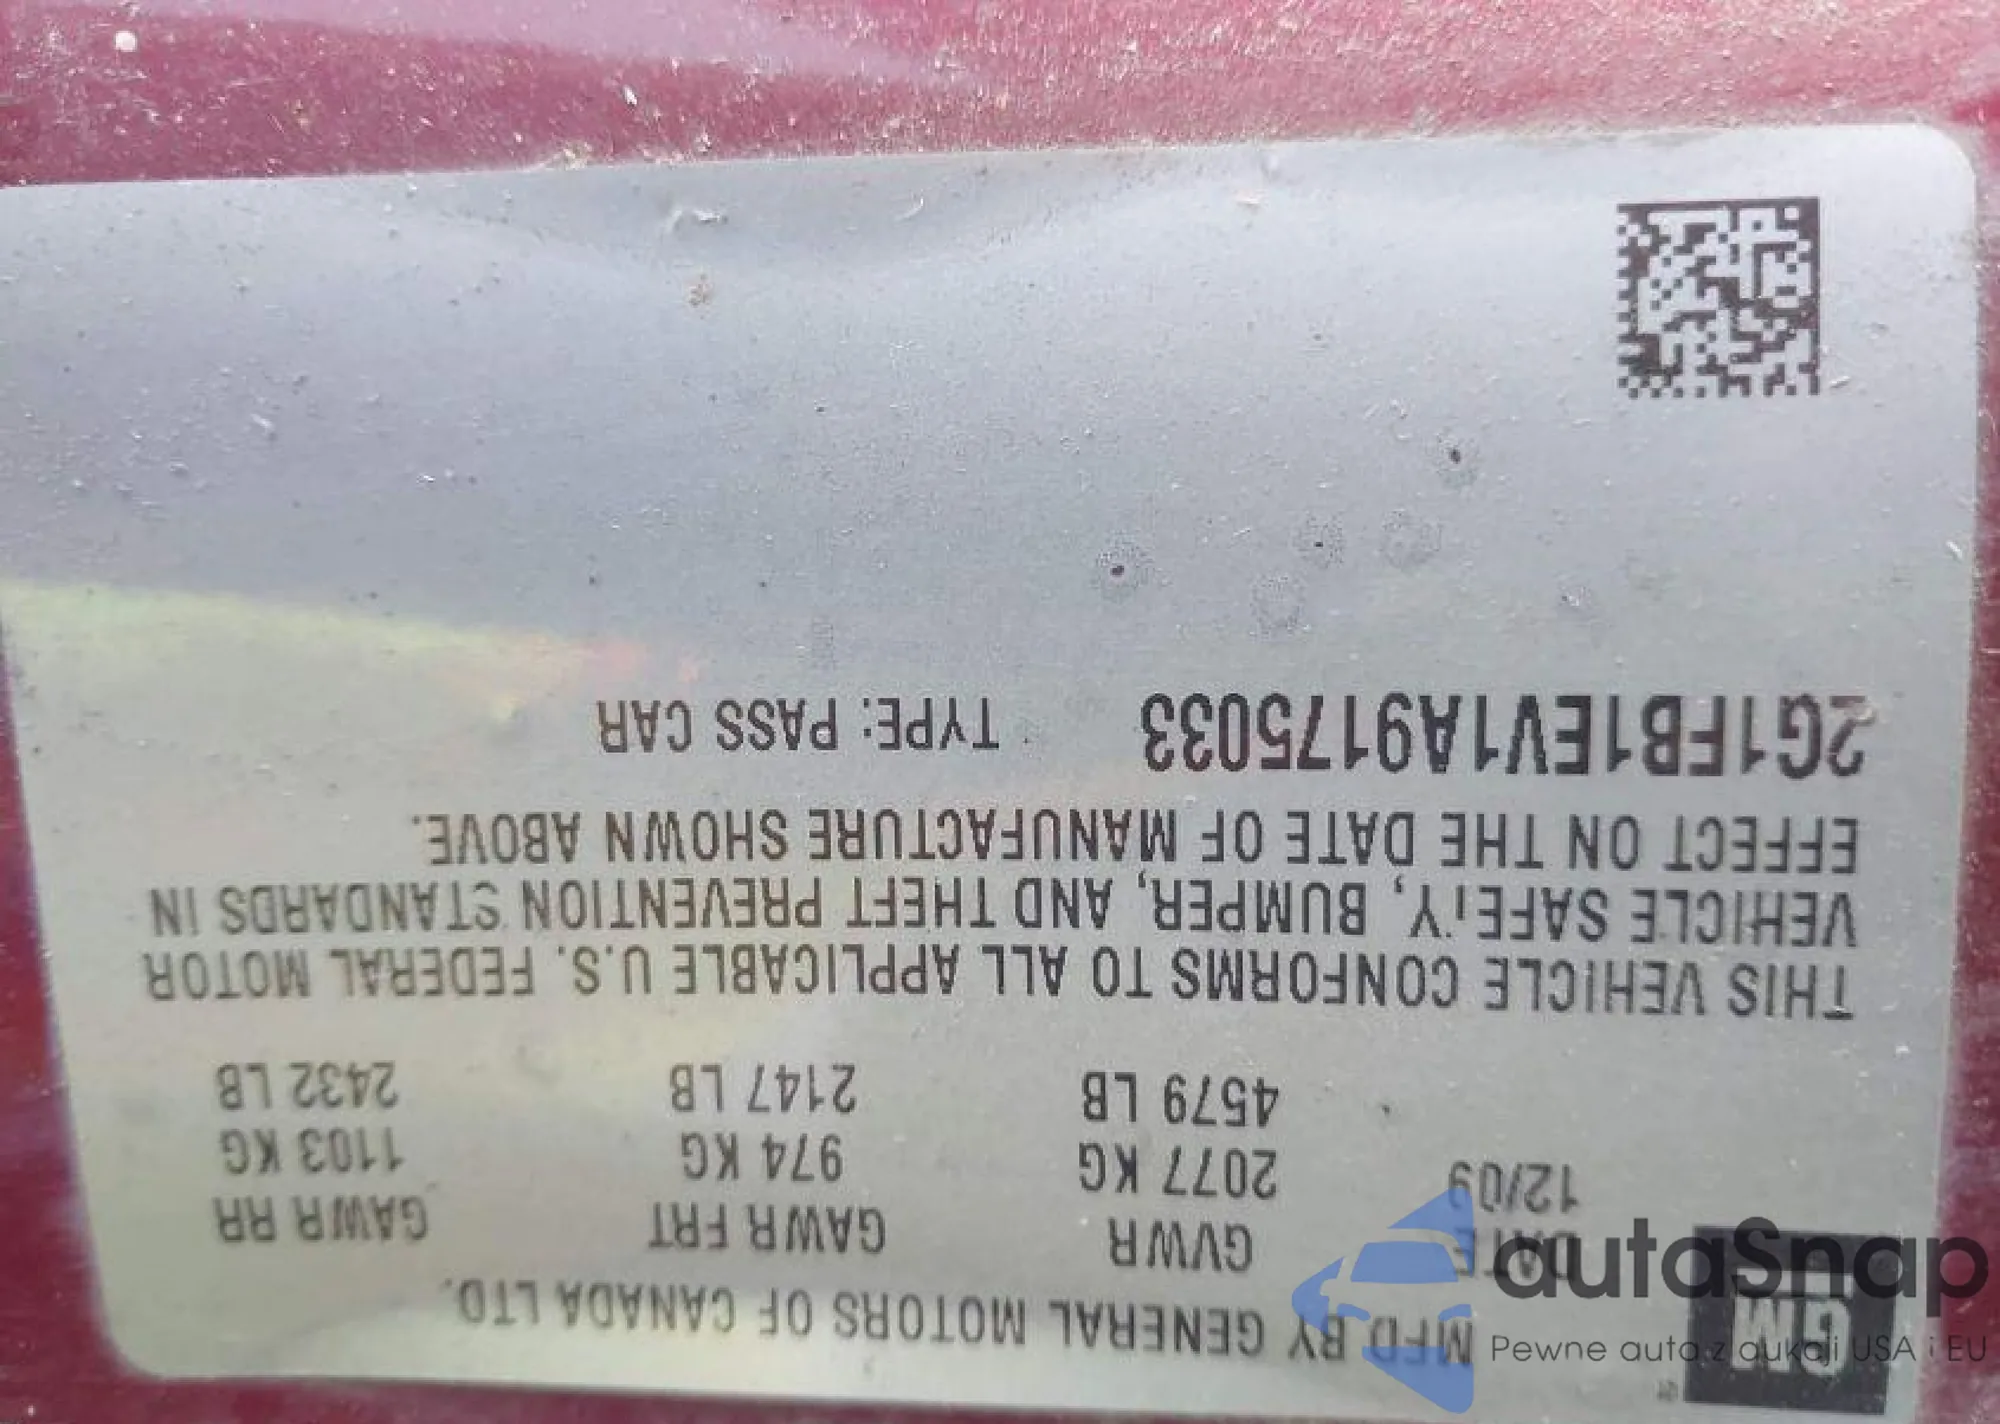 GM
MFD BY GENERAL MOTORS OF CANADA LTD.
DATE GVWR GAWR FRT GAWR RR
12/09 2077 KG 974 KG 1103 KG
4579 LB 2147 LB 2432 LB
THIS VEHICLE CONFORMS TO ALL APPLICABLE U.S. FEDERAL MOTOR
VEHICLE SAFETY, BUMPER, AND THEFT PREVENTION STANDARDS IN
EFFECT ON THE DATE OF MANUFACTURE SHOWN ABOVE.
2G1FB1EV1A9175033 TYPE: PASS CAR
autoSnap
Pewne auta z aukcji USA i EU